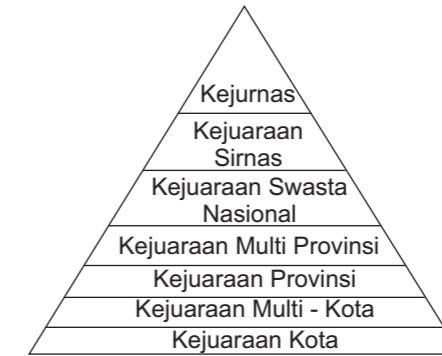 Kejurnas
Kejuaraan
Sirnas
Kejuaraan Swasta
Nasional
Kejuaraan Multi Provinsi
Kejuaraan Provinsi
Kejuaraan Multi - Kota
Kejuaraan Kota